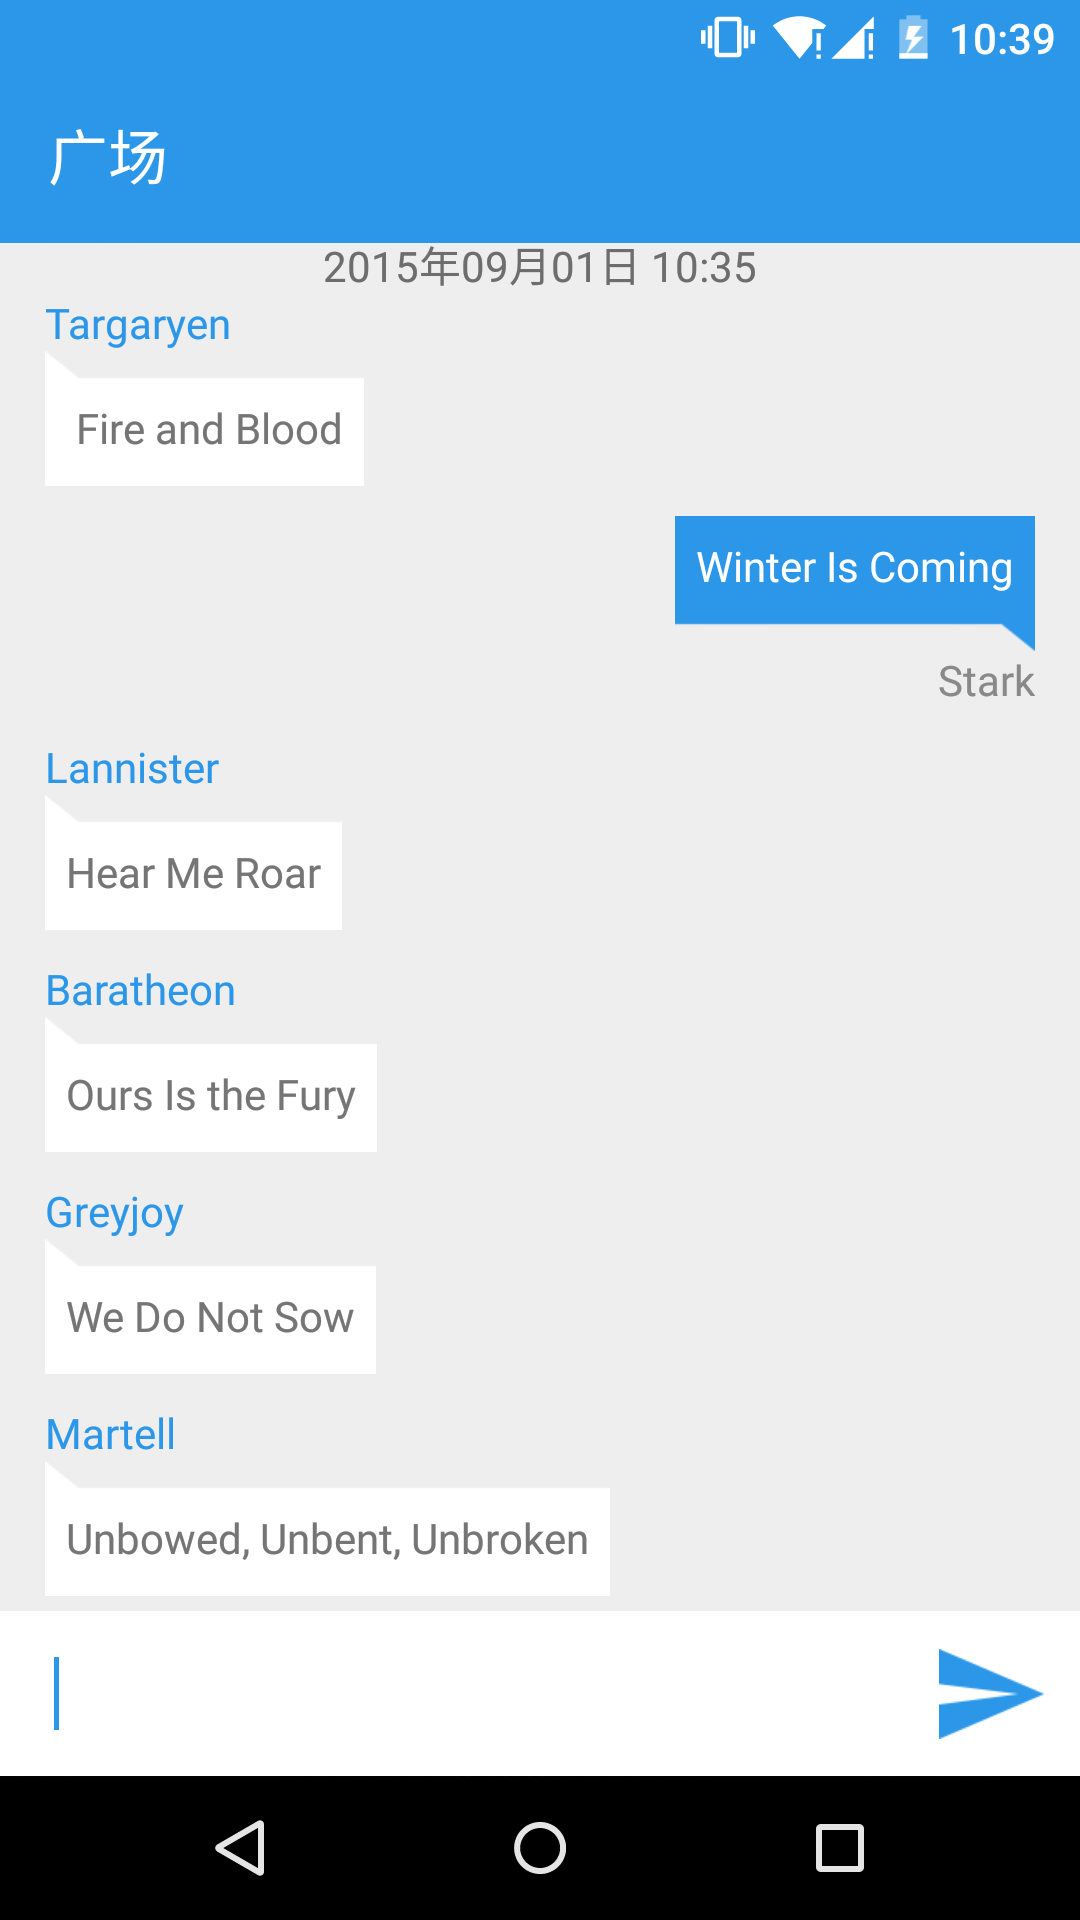 10:39
广场
2015年09月01日 10:35
Targaryen
Fire and Blood
Winter Is Coming
Stark
Lannister
Hear Me Roar
Baratheon
Ours Is the Fury
Greyjoy
We Do Not Sow
Martell
Unbowed, Unbent, Unbroken